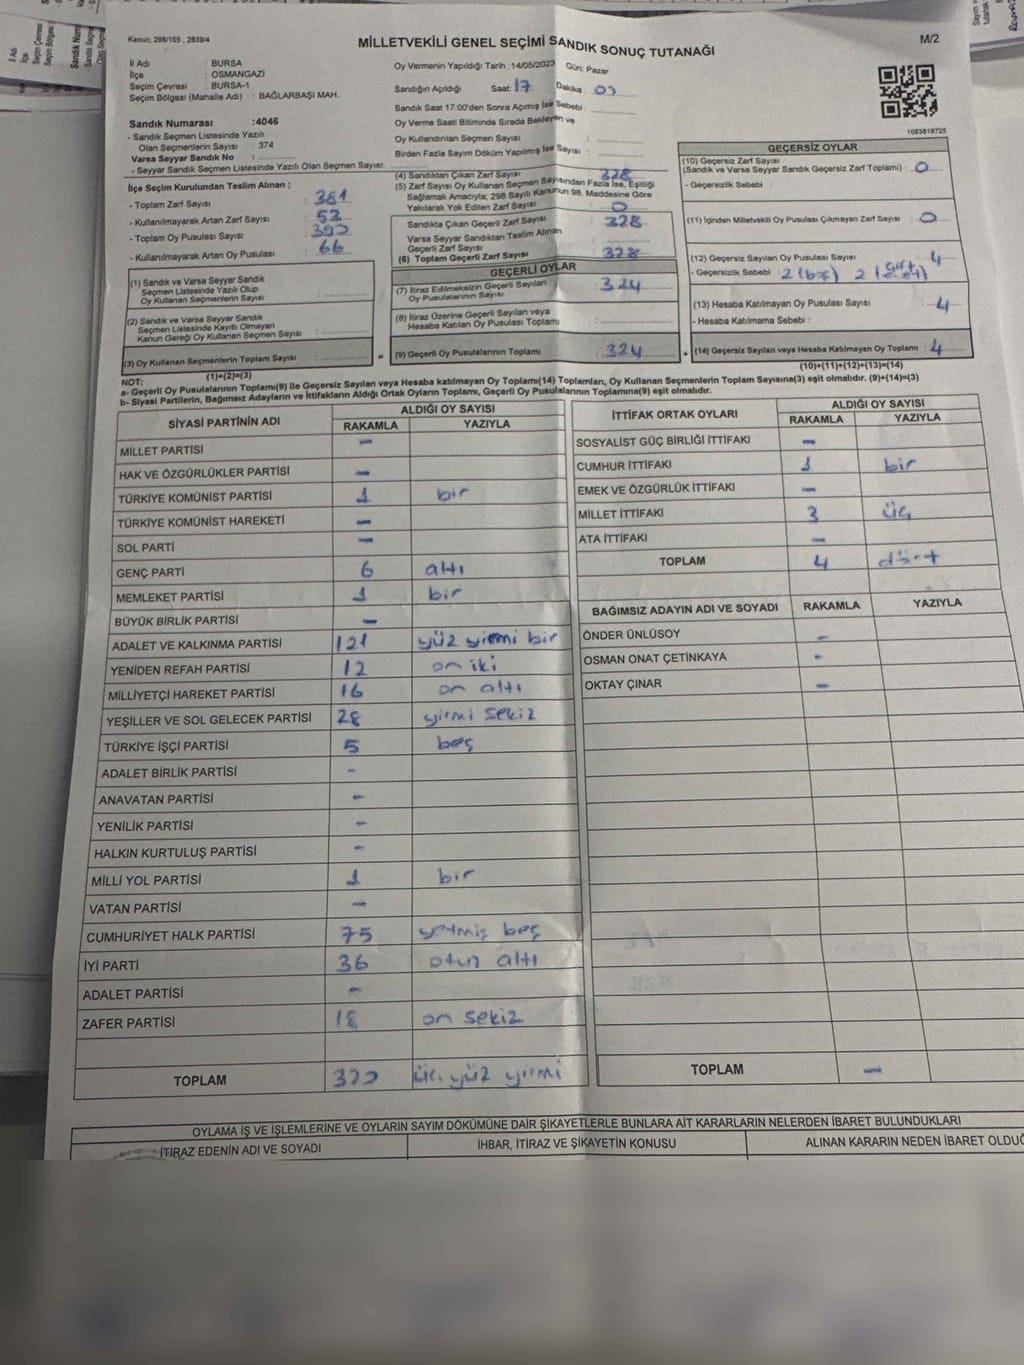 Kanun: 298/105 , 2839/4
MİLLETVEKİLİ GENEL SEÇİMİ SANDIK SONUÇ TUTANAĞI
M/2
İl Adı : BURSA
İlçe : OSMANGAZİ
Seçim Çevresi : BURSA-1
Seçim Bölgesi (Mahalle Adı) : BAĞLARBAŞI MAH.
Sandık Numarası :4046
- Sandık Seçmen Listesinde Yazılı
Olan Seçmenlerin Sayısı : 374
Varsa Seyyar Sandık No :
- Seyyar Sandık Seçmen Listesinde Yazılı Olan Seçmen Sayısı:
Oy Vermenin Yapıldığı Tarih :14/05/2023 Gün: Pazar
Sandığın Açıldığı Saat: 17 Dakika :
Sandık Saat 17:00'den Sonra Açılmış İse Sebebi :
Oy Verme Saati Bitiminde Sırada Bekleyen ve
Oy Kullandırılan Seçmen Sayısı :
Birden Fazla Sayım Döküm Yapılmış İse Sayısı :
1083818725
İlçe Seçim Kurulundan Teslim Alınan ;
- Toplam Zarf Sayısı : 381
- Kullanılmayarak Artan Zarf Sayısı : 52
- Toplam Oy Pusulası Sayısı :
- Kullanılmayarak Artan Oy Pusulası : 66
(1) Sandık ve Varsa Seyyar Sandık
Seçmen Listesinde Yazılı Olup
Oy Kullanan Seçmenlerin Sayısı :
(2) Sandık ve Varsa Seyyar Sandık
Seçmen Listesinde Kayıtlı Olmayan
Kanun Gereği Oy Kullanan Seçmen Sayısı :
(3) Oy Kullanan Seçmenlerin Toplam Sayısı :
(1)+(2)=(3)
(4) Sandıktan Çıkan Zarf Sayısı : 328
(5) Zarf Sayısı Oy Kullanan Seçmen Sayısından Fazla İse, Eşitliği
Sağlamak Amacıyla; 298 Sayılı Kanunun 98. Maddesine Göre
Yakılarak Yok Edilen Zarf Sayısı : 0
Sandıkta Çıkan Geçerli Zarf Sayısı : 328
Varsa Seyyar Sandıktan Teslim Alınan
Geçerli Zarf Sayısı :
(6) Toplam Geçerli Zarf Sayısı : 328
GEÇERLİ OYLAR
(7) İtiraz Edilmeksizin Geçerli Sayılan : 324
Oy Pusulalarının Sayısı
(8) İtiraz Üzerine Geçerli Sayılan veya
Hesaba Katılan Oy Pusulası Toplamı :
= (9) Geçerli Oy Pusulalarının Toplamı : 324
GEÇERSİZ OYLAR
(10) Geçersiz Zarf Sayısı
(Sandık ve Varsa Seyyar Sandık Geçersiz Zarf Toplamı) : 0
- Geçersizlik Sebebi :
(11) İçinden Milletvekili Oy Pusulası Çıkmayan Zarf Sayısı : 0
(12) Geçersiz Sayılan Oy Pusulası Sayısı : 4
- Geçersizlik Sebebi : 2 (boş) 2
(13) Hesaba Katılmayan Oy Pusulası Sayısı : 4
- Hesaba Katılmama Sebebi :
+ (14) Geçersiz Sayılan veya Hesaba Katılmayan Oy Toplamı : 4
(10)+(11)+(12)+(13)=(14)
NOT:
a- Geçerli Oy Pusulalarının Toplamı(9) ile Geçersiz Sayılan veya Hesaba katılmayan Oy Toplamı(14) Toplamları, Oy Kullanan Seçmenlerin Toplam Sayısına(3) eşit olmalıdır. (9)+(14)=(3)
b- Siyasi Partilerin, Bağımsız Adayların ve İttifakların Aldığı Ortak Oyların Toplamı, Geçerli Oy Pusulalarının Toplamına(9) eşit olmalıdır.
SİYASİ PARTİNİN ADI ALDIĞI OY SAYISI
RAKAMLA YAZIYLA
MİLLET PARTİSİ -
HAK VE ÖZGÜRLÜKLER PARTİSİ -
TÜRKİYE KOMÜNİST PARTİSİ 1 bir
TÜRKİYE KOMÜNİST HAREKETİ -
SOL PARTİ -
GENÇ PARTİ 6 altı
MEMLEKET PARTİSİ 1 bir
BÜYÜK BİRLİK PARTİSİ -
ADALET VE KALKINMA PARTİSİ 121 yüz yirmi bir
YENİDEN REFAH PARTİSİ 12 on iki
MİLLİYETÇİ HAREKET PARTİSİ 16 on altı
YEŞİLLER VE SOL GELECEK PARTİSİ 28 yirmi sekiz
TÜRKİYE İŞÇİ PARTİSİ 5 beş
ADALET BİRLİK PARTİSİ -
ANAVATAN PARTİSİ -
YENİLİK PARTİSİ -
HALKIN KURTULUŞ PARTİSİ -
MİLLİ YOL PARTİSİ 1 bir
VATAN PARTİSİ -
CUMHURİYET HALK PARTİSİ 75 yetmiş beş
İYİ PARTİ 36 otuz altı
ADALET PARTİSİ -
ZAFER PARTİSİ 18 on sekiz
TOPLAM 320 üç yüz yirmi
İTTİFAK ORTAK OYLARI ALDIĞI OY SAYISI
RAKAMLA YAZIYLA
SOSYALİST GÜÇ BİRLİĞİ İTTİFAKI -
CUMHUR İTTİFAKI 1 bir
EMEK VE ÖZGÜRLÜK İTTİFAKI -
MİLLET İTTİFAKI 3 üç
ATA İTTİFAKI -
TOPLAM 4 dört
BAĞIMSIZ ADAYIN ADI VE SOYADI RAKAMLA YAZIYLA
ÖNDER ÜNLÜSOY -
OSMAN ONAT ÇETİNKAYA -
OKTAY ÇINAR -
TOPLAM -
OYLAMA İŞ VE İŞLEMLERİNE VE OYLARIN SAYIM DÖKÜMÜNE DAİR ŞİKAYETLERLE BUNLARA AİT KARARLARIN NELERDEN İBARET BULUNDUKLARI
İTİRAZ EDENİN ADI VE SOYADI İHBAR, İTİRAZ VE ŞİKAYETİN KONUSU ALINAN KARARIN NEDEN İBARET OLDUĞ